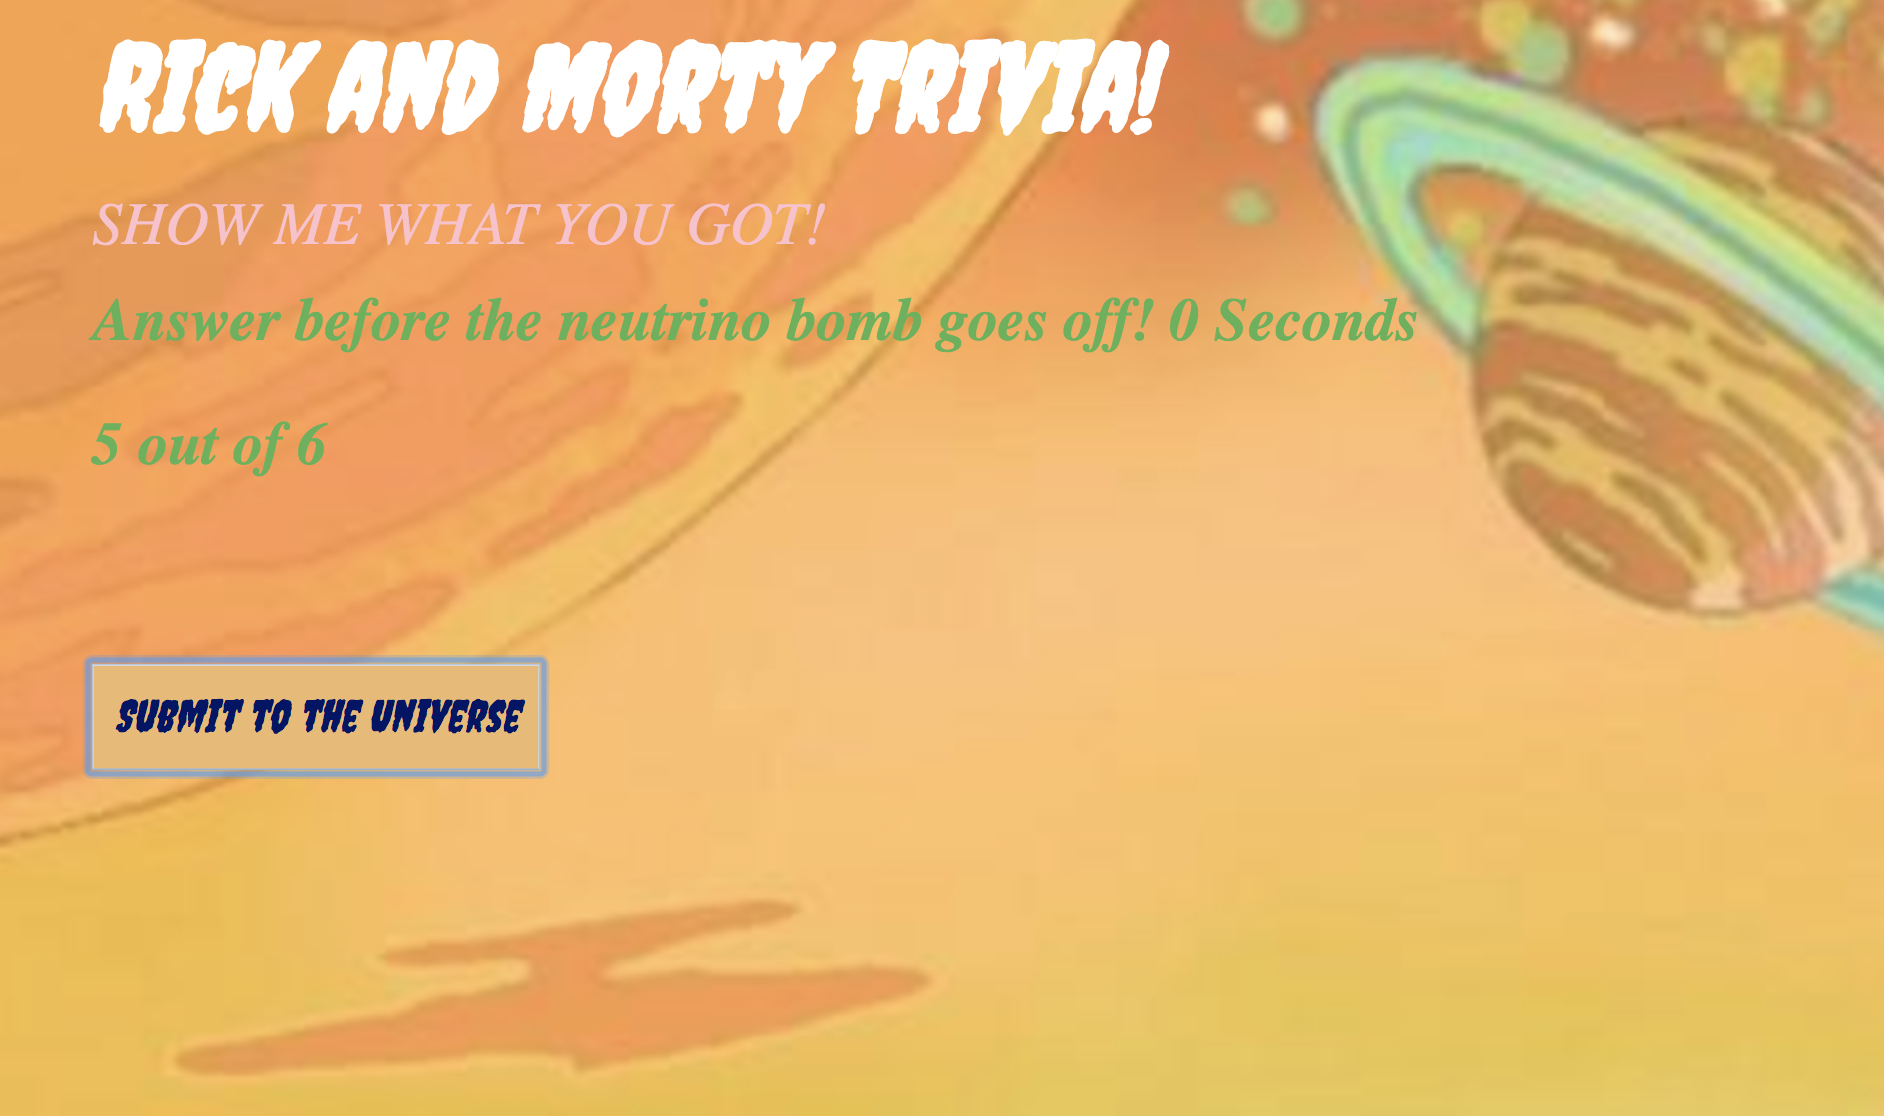 RICK AND MORTY TRIVIA!
SHOW ME WHAT YOU GOT!
Answer before the neutrino bomb goes off! 0 Seconds
5 out of 6
SUBMIT TO THE UNIVERSE